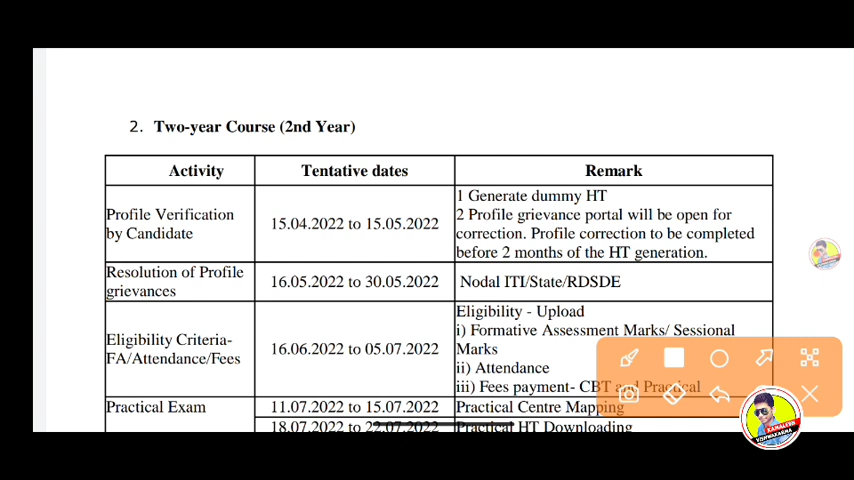 2. Two-year Course (2nd Year)
Activity Tentative dates Remark
Profile Verification
by Candidate
15.04.2022 to 15.05.2022
1 Generate dummy HT
2 Profile grievance portal will be open for
correction. Profile correction to be completed
before 2 months of the HT generation.
Resolution of Profile
grievances
16.05.2022 to 30.05.2022
Nodal ITI/State/RDSDE
Eligibility Criteria-
FA/Attendance/Fees
16.06.2022 to 05.07.2022
Eligibility - Upload
i) Formative Assessment Marks/ Sessional
Marks
ii) Attendance
iii) Fees payment- CBT and Practical
Practical Exam 11.07.2022 to 15.07.2022 Practical Centre Mapping
18.07.2022 to 22.07.2022 Practical HT Downloading
KAMALESH
VISHWAKARMA